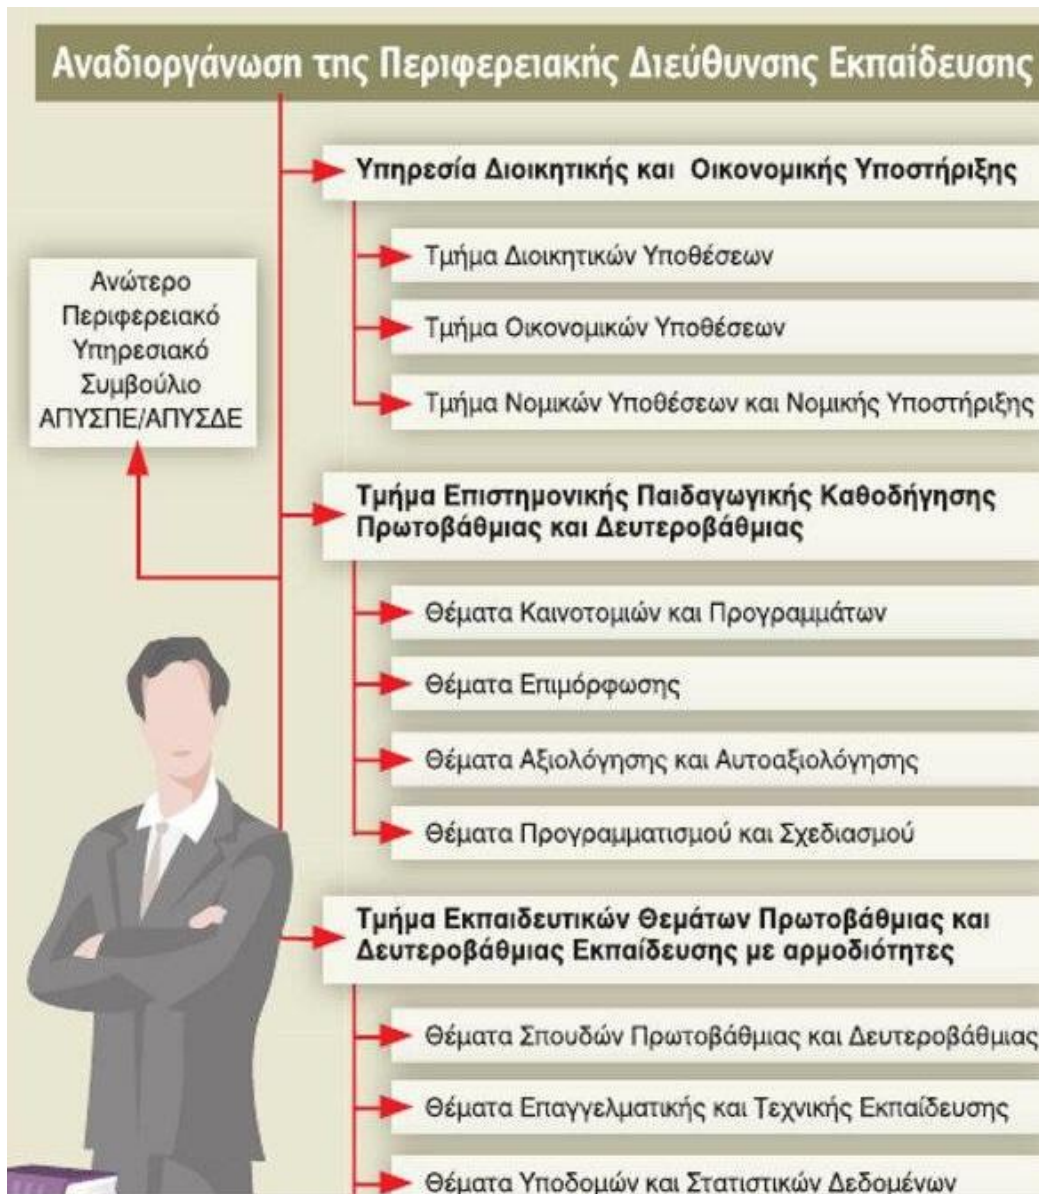 Αναδιοργάνωση της Περιφερειακής Διεύθυνσης Εκπαίδευσης
Υπηρεσία Διοικητικής και Οικονομικής Υποστήριξης
Τμήμα Διοικητικών Υποθέσεων
Τμήμα Οικονομικών Υποθέσεων
Τμήμα Νομικών Υποθέσεων και Νομικής Υποστήριξης
Ανώτερο
Περιφερειακό
Υπηρεσιακό
Συμβούλιο
ΑΠΥΣΠΕ/ΑΠΥΣΔΕ
Τμήμα Επιστημονικής Παιδαγωγικής Καθοδήγησης
Πρωτοβάθμιας και Δευτεροβάθμιας
Θέματα Καινοτομιών και Προγραμμάτων
Θέματα Επιμόρφωσης
Θέματα Αξιολόγησης και Αυτοαξιολόγησης
Θέματα Προγραμματισμού και Σχεδιασμού
Τμήμα Εκπαιδευτικών Θεμάτων Πρωτοβάθμιας και
Δευτεροβάθμιας Εκπαίδευσης με αρμοδιότητες
Θέματα Σπουδών Πρωτοβάθμιας και Δευτεροβάθμιας
Θέματα Επαγγελματικής και Τεχνικής Εκπαίδευσης
Θέματα Υποδομών και Στατιστικών Δεδομένων